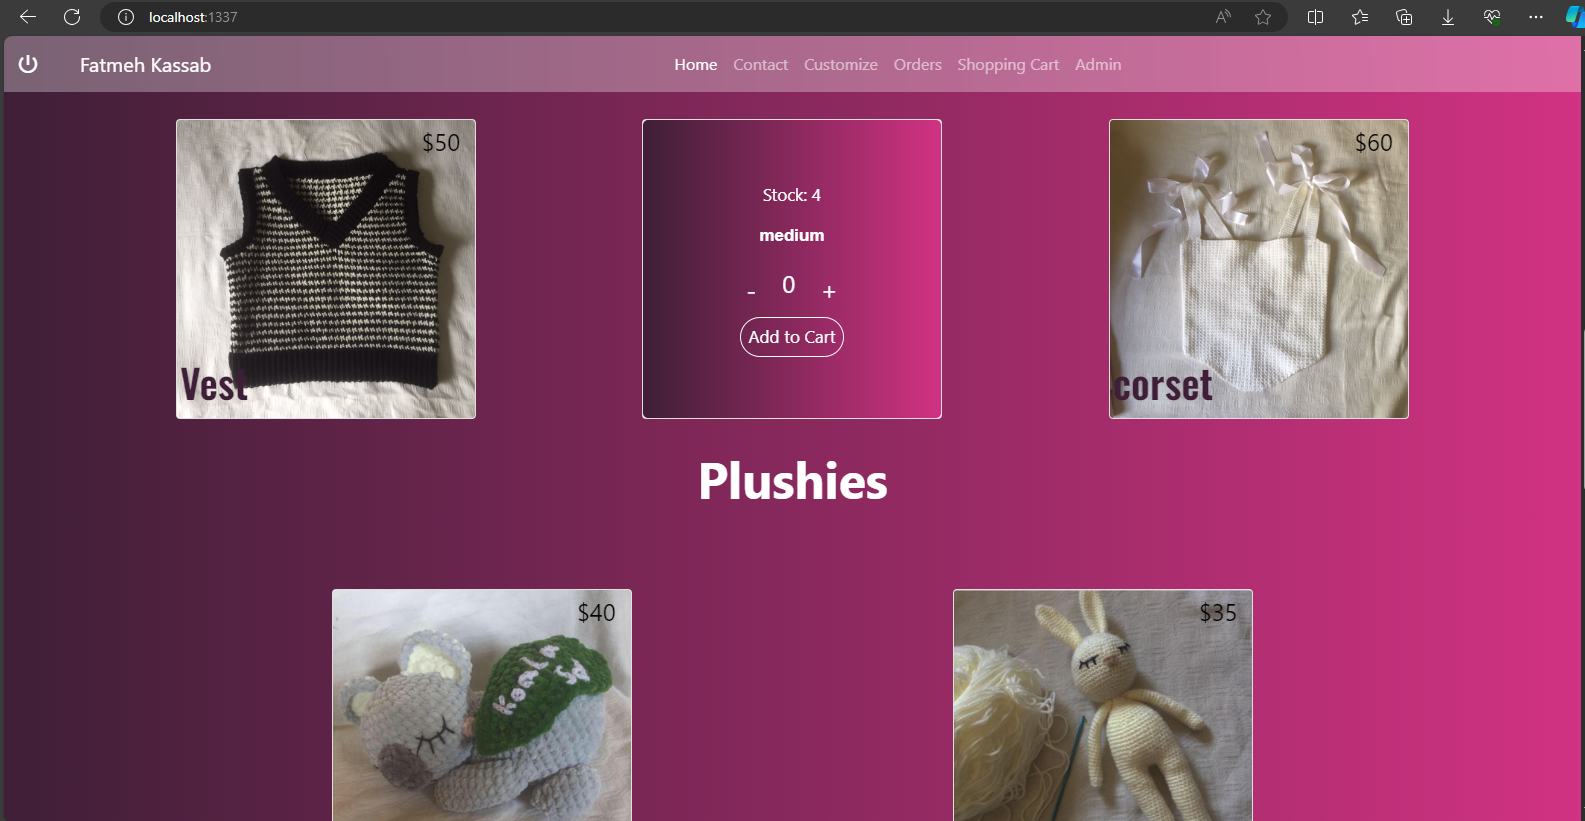 localhost:1337
Fatmeh Kassab
Home Contact Customize Orders Shopping Cart Admin
$50
Vest
Stock: 4
medium
- 0 +
Add to Cart
$60
corset
Plushies
$40
Koala
$35